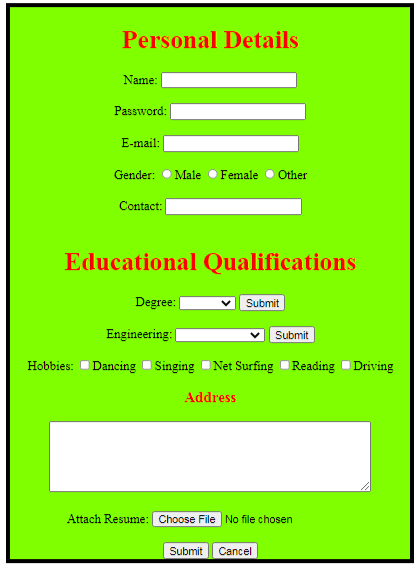 Personal Details
Name:
Password:
E-mail:
Gender: Male Female Other
Contact:
Educational Qualifications
Degree: Submit
Engineering: Submit
Hobbies: Dancing Singing Net Surfing Reading Driving
Address
Attach Resume: Choose File No file chosen
Submit Cancel